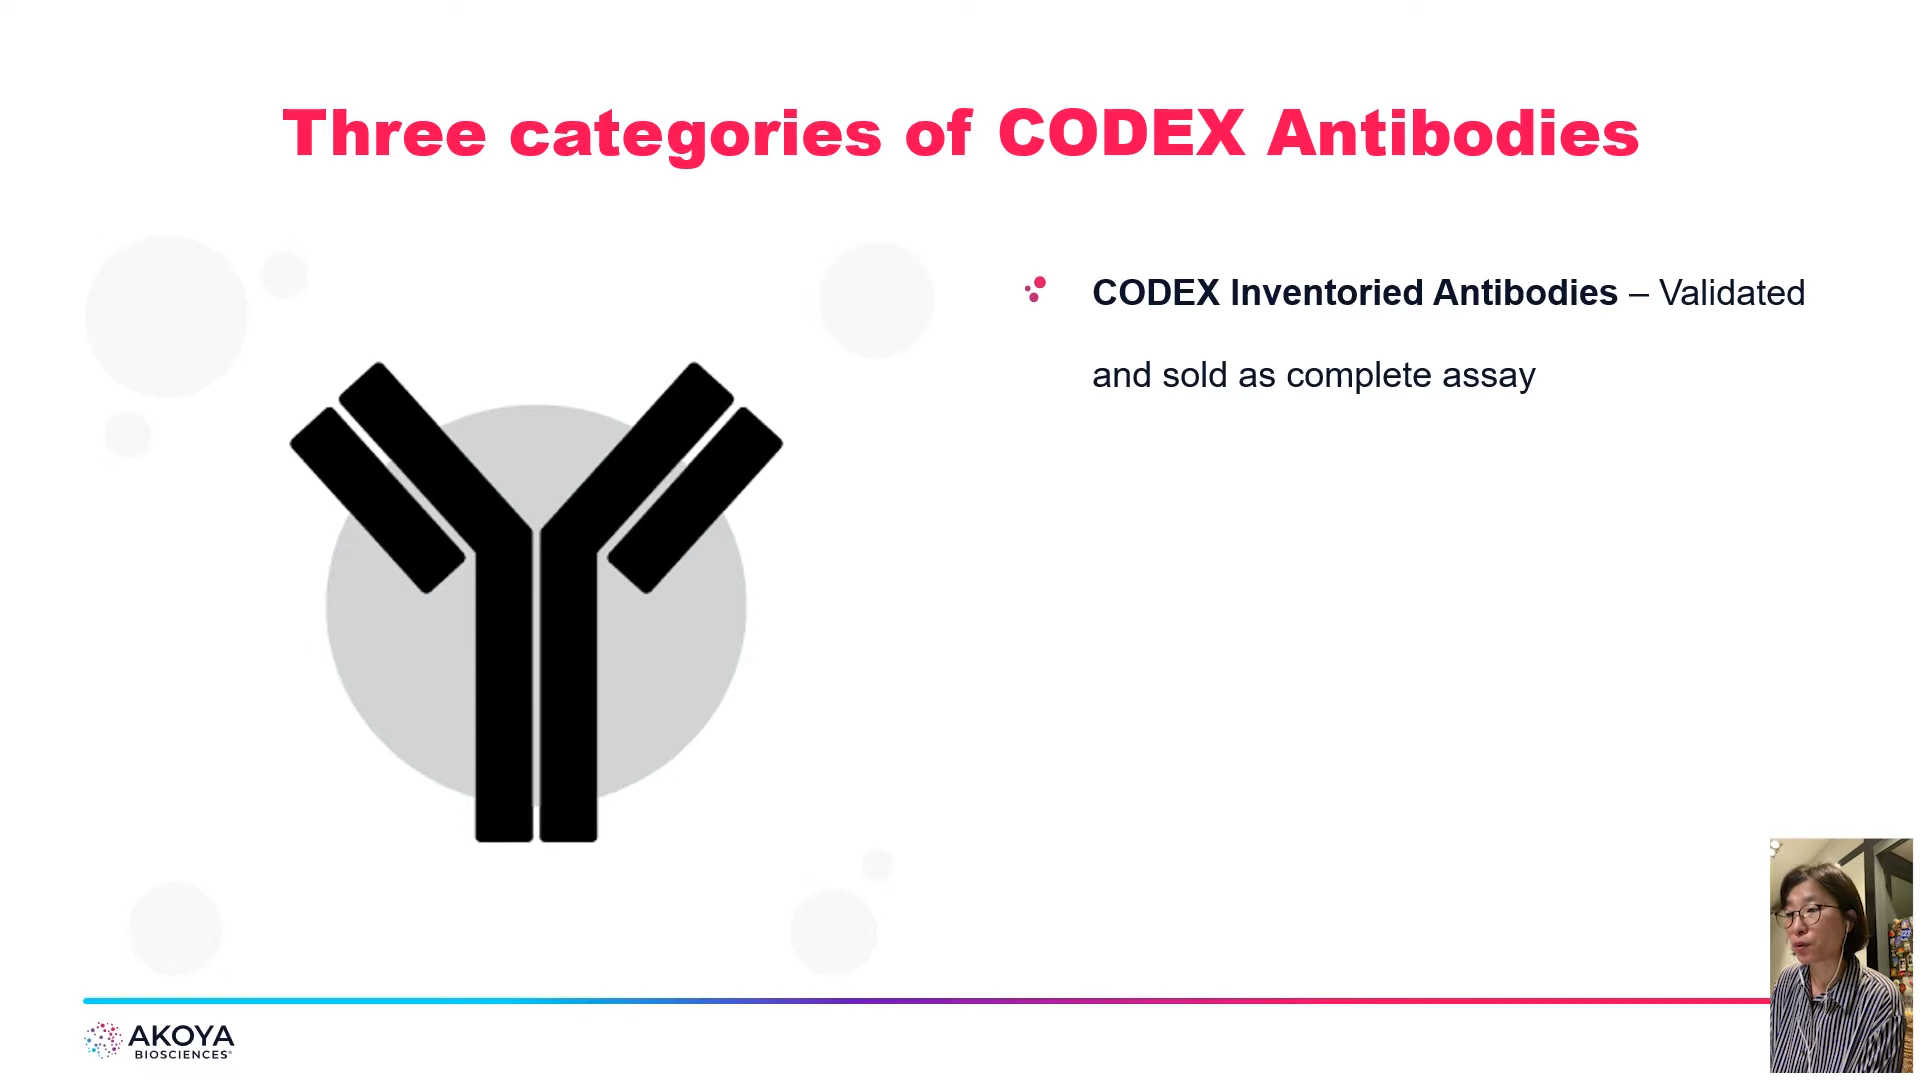 Three categories of CODEX Antibodies
CODEX Inventoried Antibodies – Validated
and sold as complete assay
AKOYA
BIOSCIENCES®